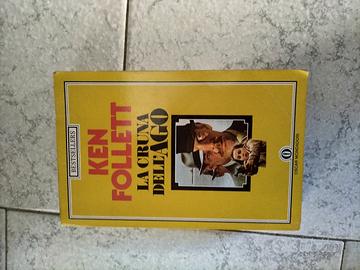 BESTSELLERS
KEN
FOLLETT
LA CRUNA
DELL'AGO
OSCAR MONDADORI